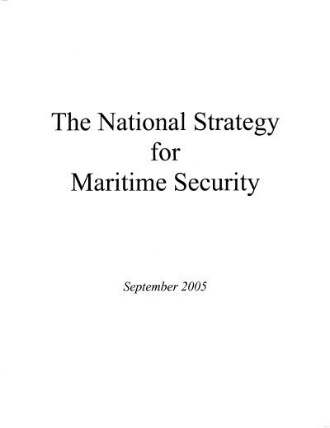 The National Strategy
for
Maritime Security
September 2005